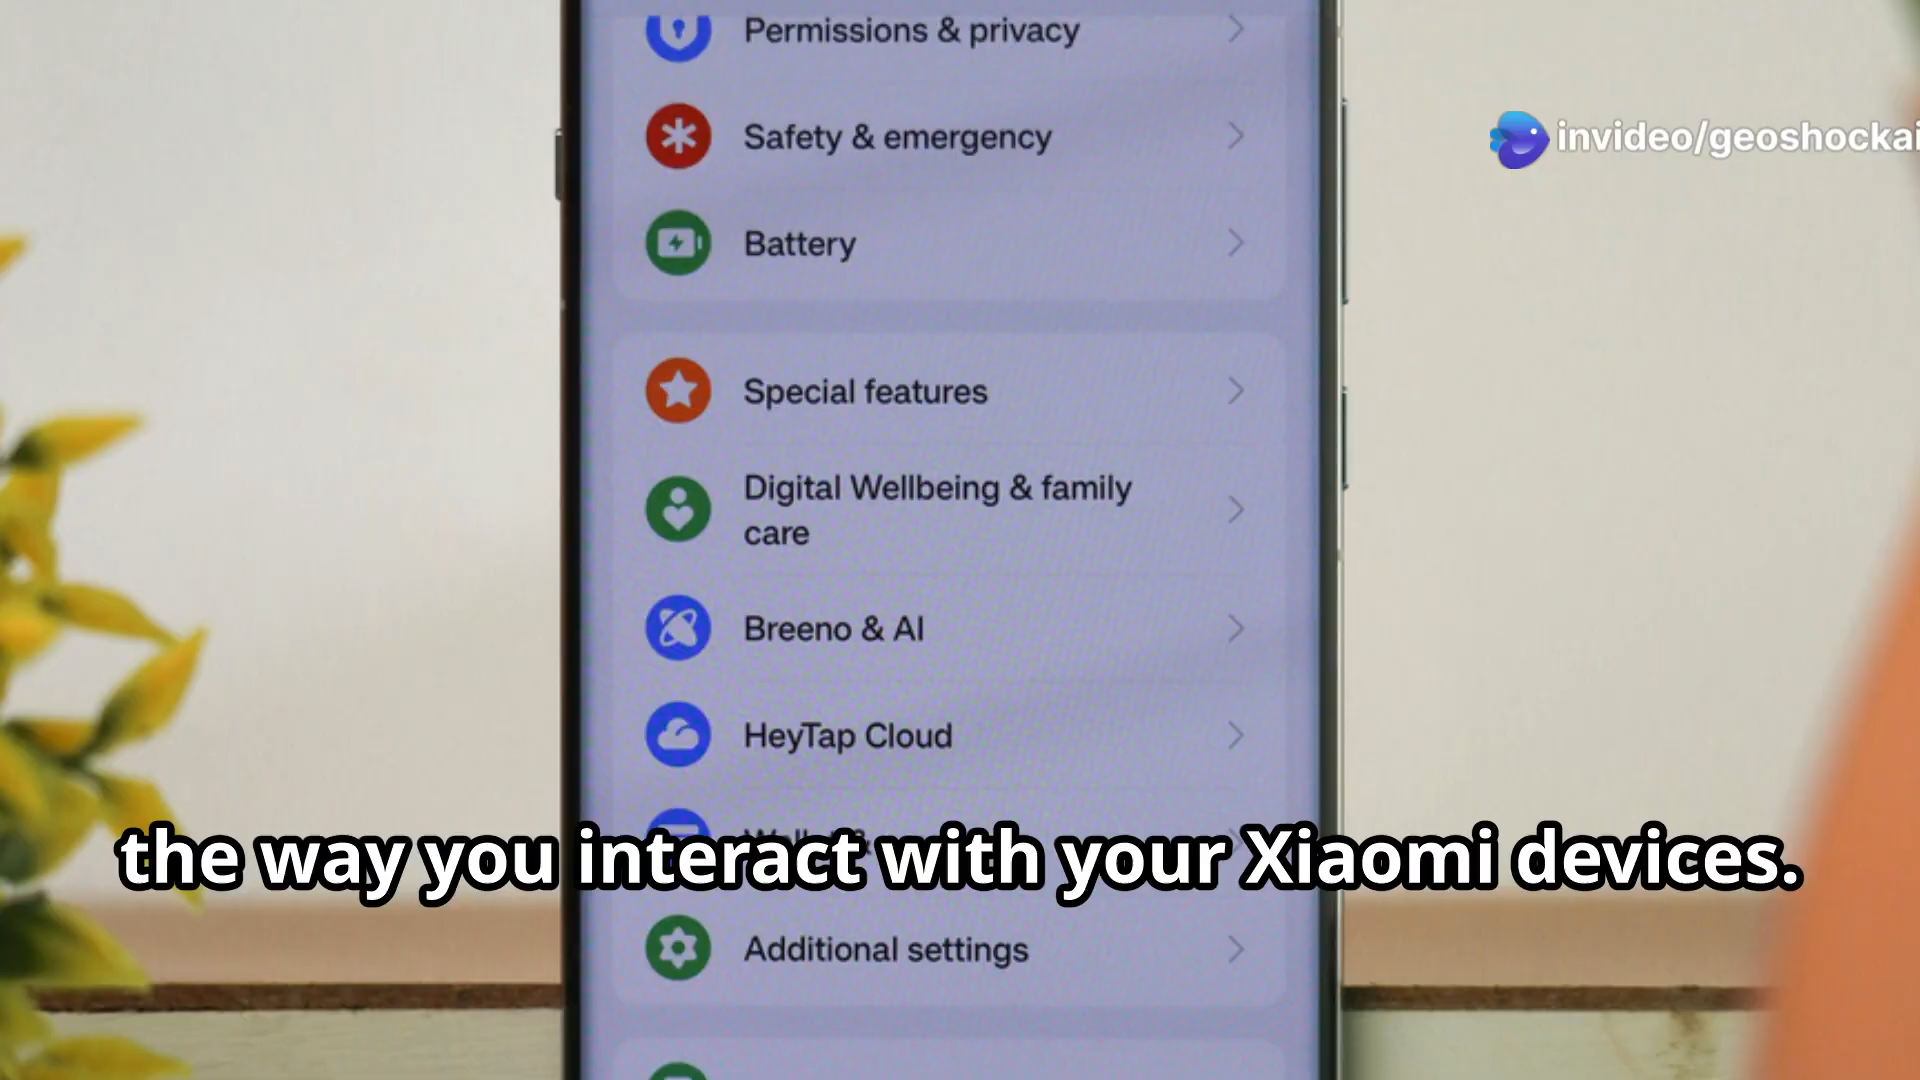 Permissions & privacy
invideo/geoshockai
Safety & emergency
Battery
Special features
Digital Wellbeing & family
care
Breeno & AI
HeyTap Cloud
the way you interact with your Xiaomi devices.
Additional settings